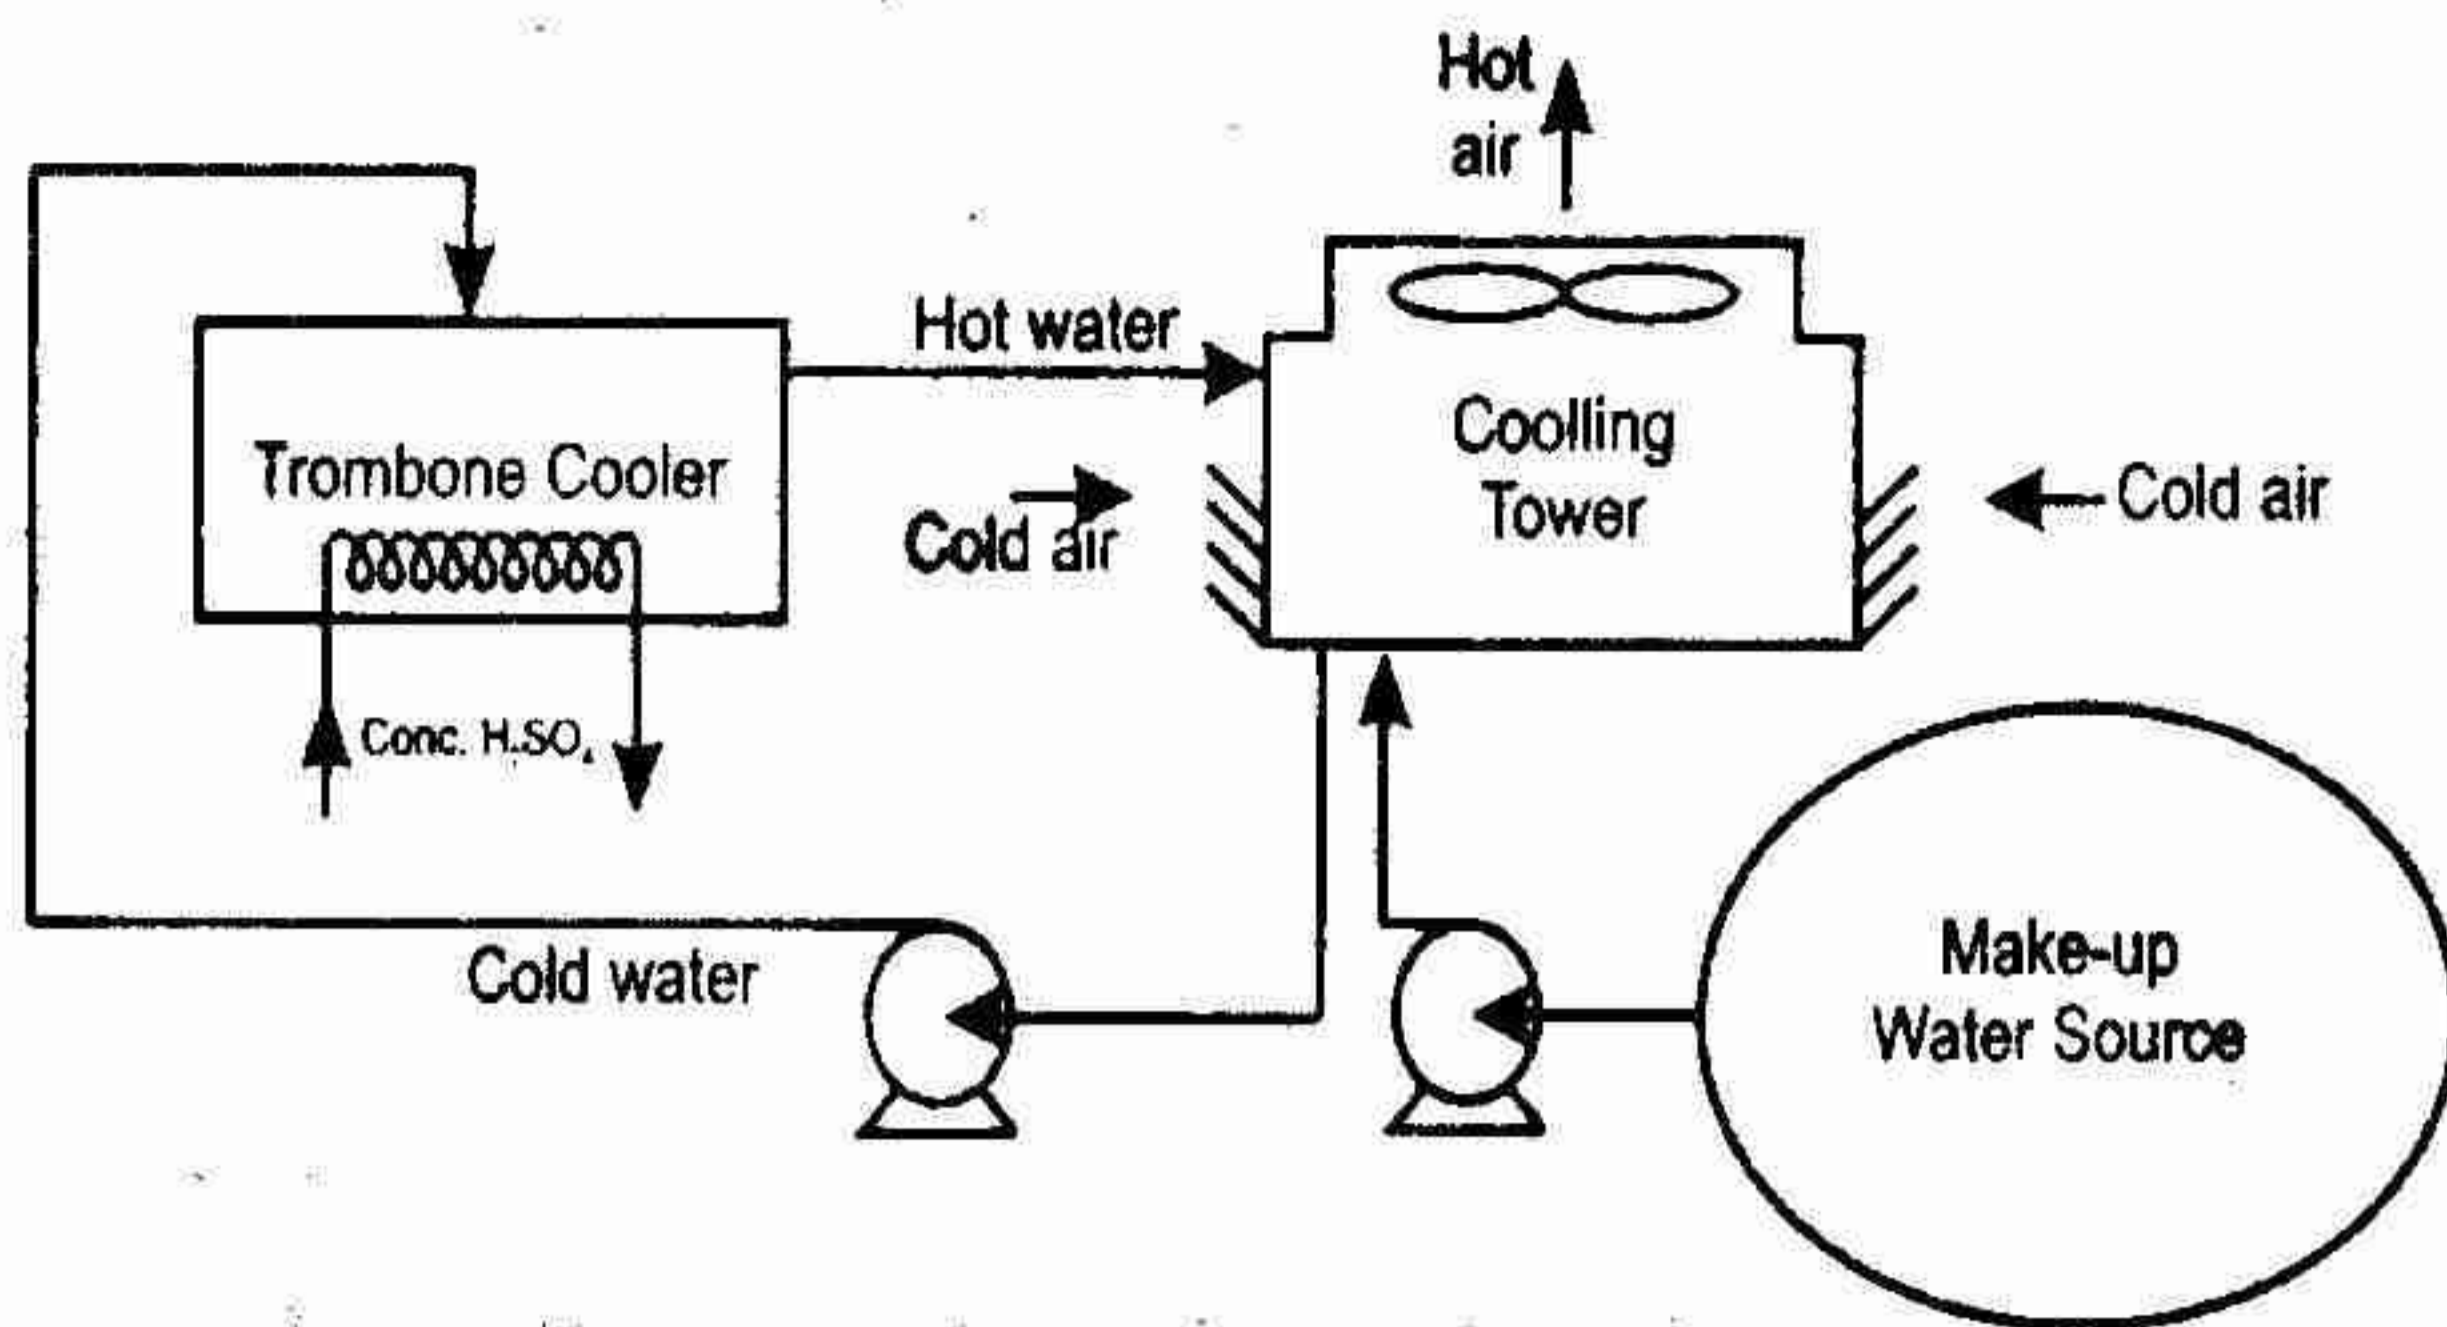 Hot
air
Hot water
Trombone Cooler
Coolling
Tower
Cold air
Cold air
Conc. H₂SO₄
Cold water
Make-up
Water Source